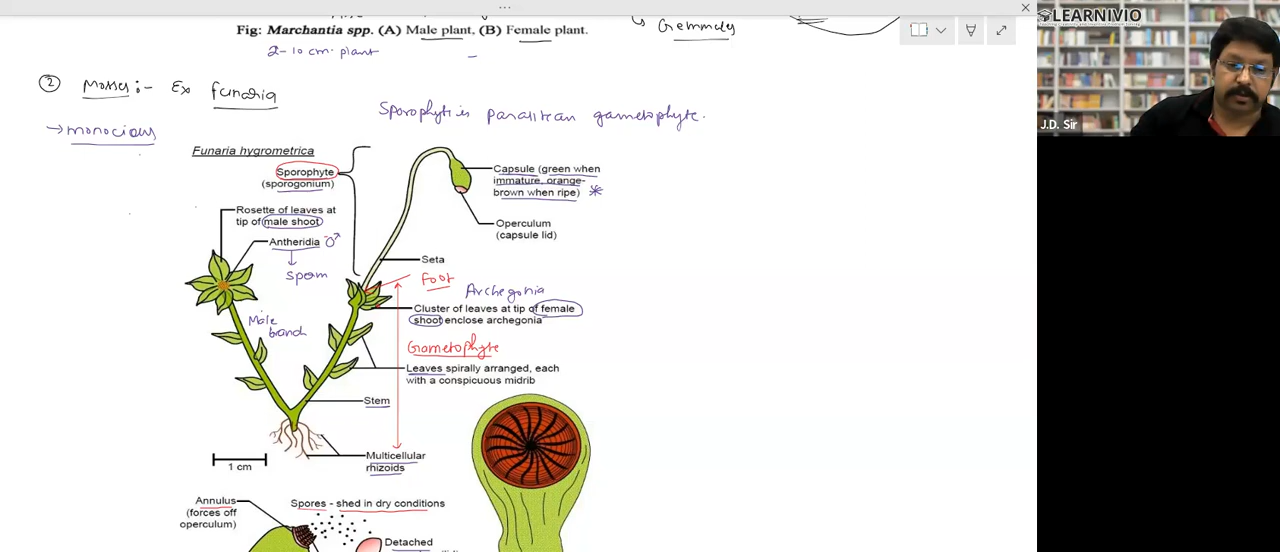 LEARNIVIO
Fig: Marchantia spp. (A) Male plant, (B) Female plant.
Gemmules
2-10 cm. plant
② Mosses :- Ex funaria
Sporophyte is parasite on gametophyte.
→ monocious
Funaria hygrometrica
Sporophyte
(sporogonium)
Capsule (green when
immature, orange-
brown when ripe)
Rosette of leaves at
tip of male shoot
Operculum
(capsule lid)
Antheridia ♂
Sperm
Seta
Foot
Archegonia
Cluster of leaves at tip of female
shoot enclose archegonia
Male
branch
Gametophyte
Leaves spirally arranged, each
with a conspicuous midrib
Stem
Multicellular
rhizoids
1 cm
Annulus
(forces off
operculum)
Spores - shed in dry conditions
Detached
J.D. Sir